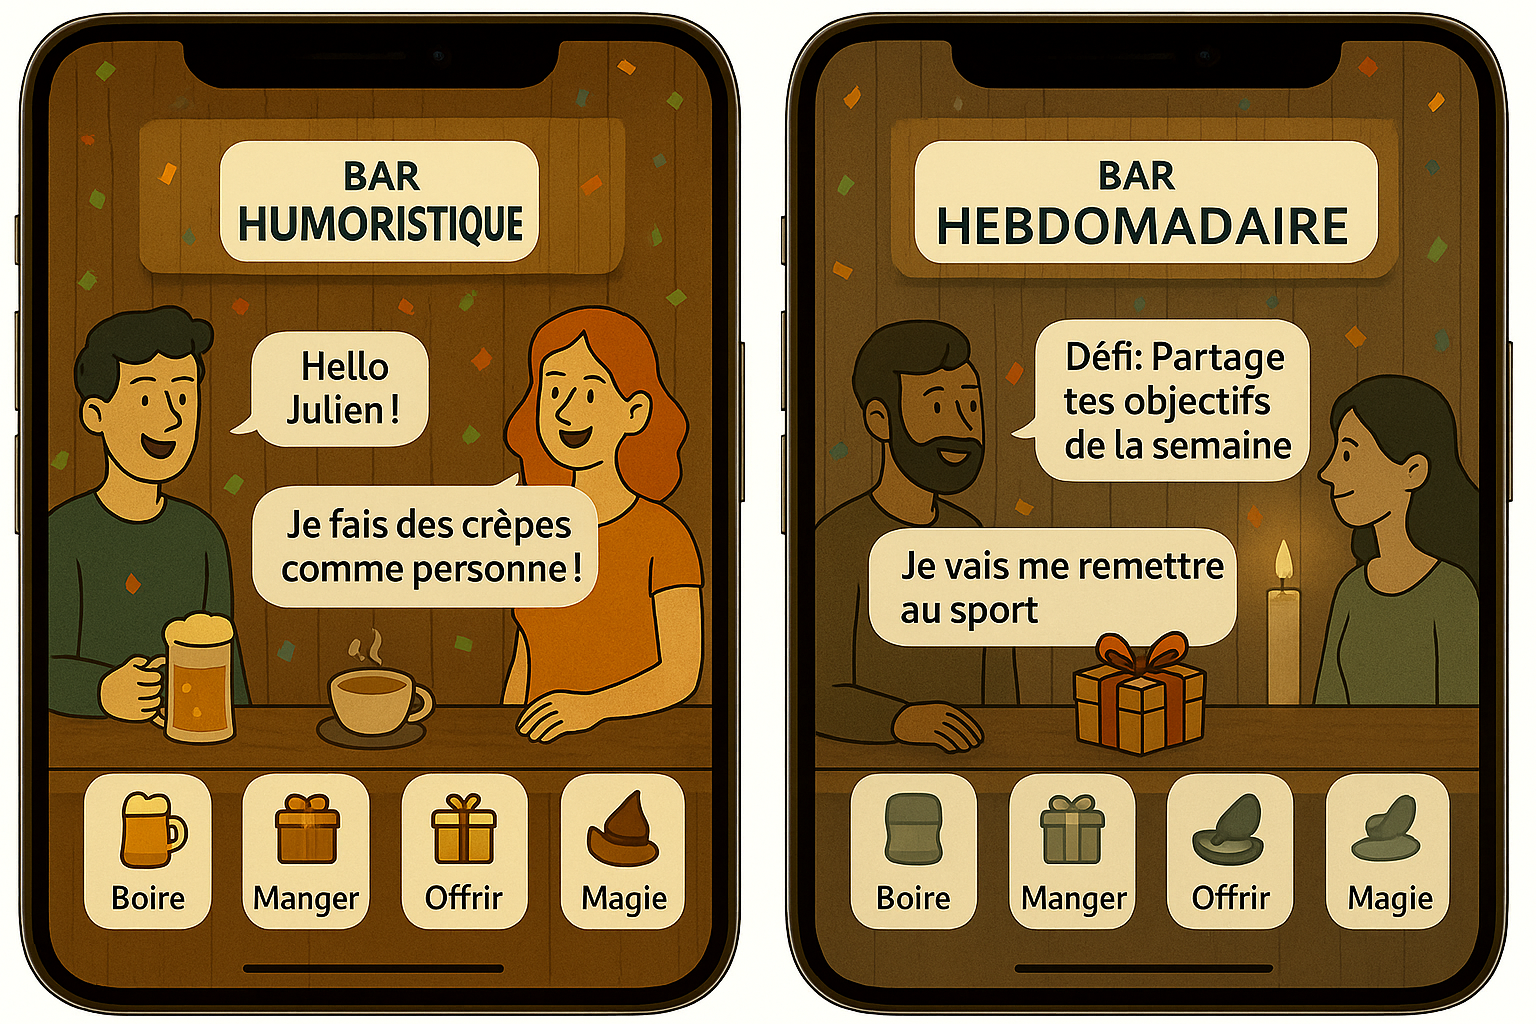 BAR
HUMORISTIQUE
Hello
Julien !
Je fais des crèpes
comme personne !
Boire
Manger
Offrir
Magie
BAR
HEBDOMADAIRE
Défi: Partage
tes objectifs
de la semaine
Je vais me remettre
au sport
Boire
Manger
Offrir
Magie